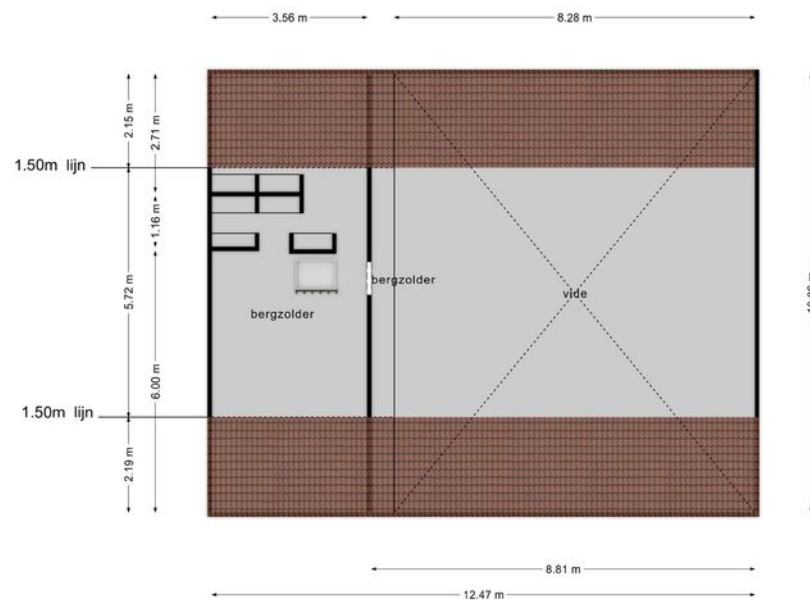 3.56 m
8.28 m
2.15 m
2.71 m
1.50m lijn
1.16 m
5.72 m
bergzolder
vide
bergzolder
6.00 m
1.50m lijn
2.19 m
8.81 m
12.47 m